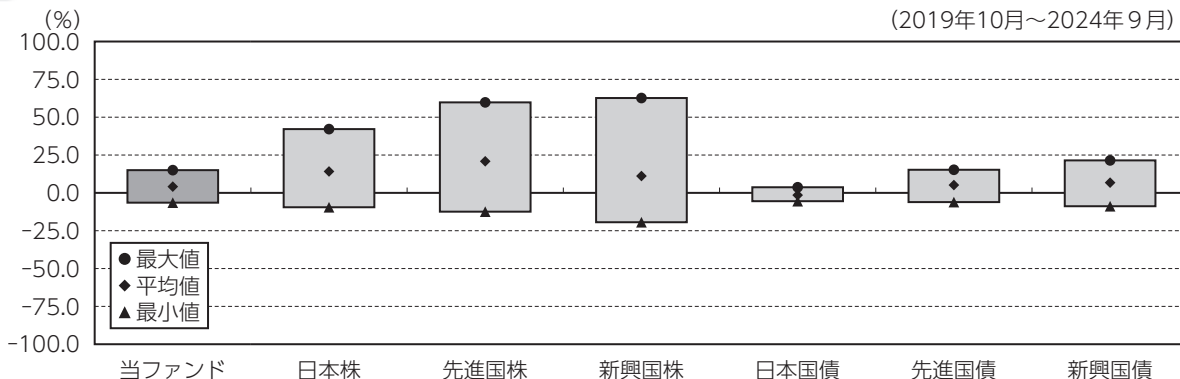 (%)
(2019年10月～2024年９月)
100.0
75.0
50.0
25.0
0.0
-25.0
-50.0
-75.0
-100.0
● 最大値
◆ 平均値
▲ 最小値
当ファンド 日本株 先進国株 新興国株 日本国債 先進国債 新興国債